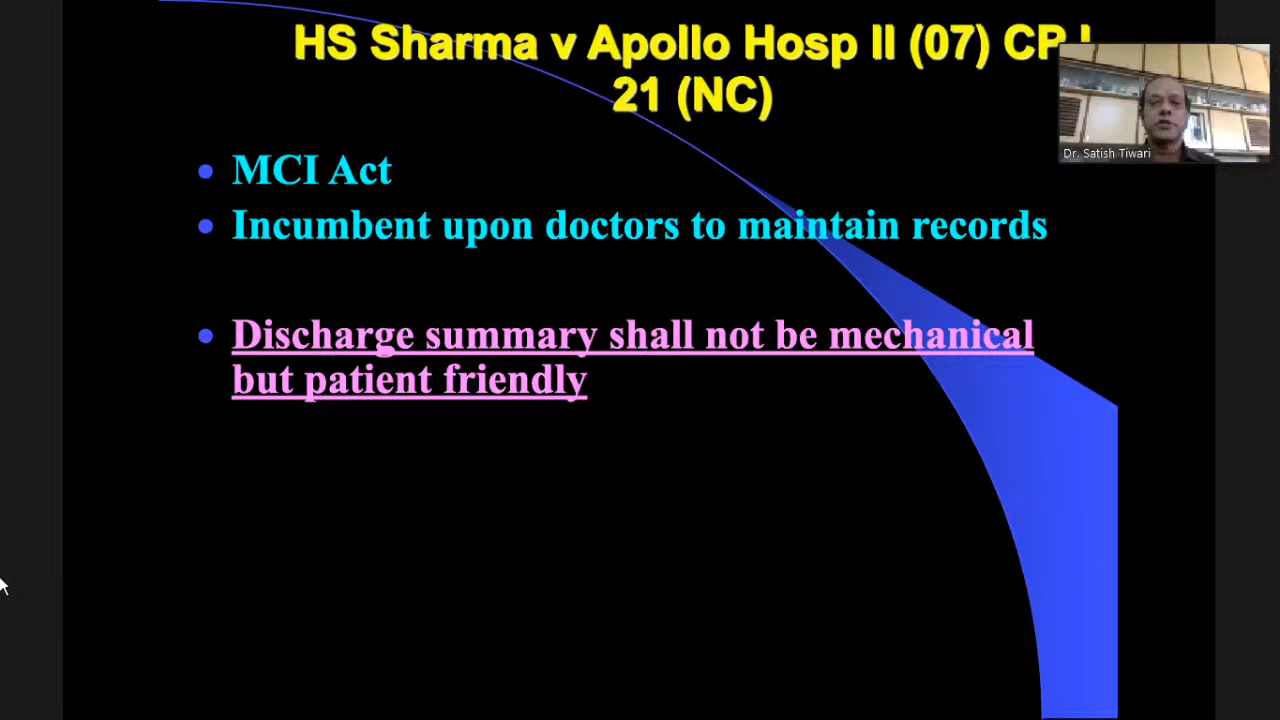 HS Sharma v Apollo Hosp II (07) CPJ
21 (NC)
Dr. Satish Tiwari
MCI Act
Incumbent upon doctors to maintain records
Discharge summary shall not be mechanical
but patient friendly